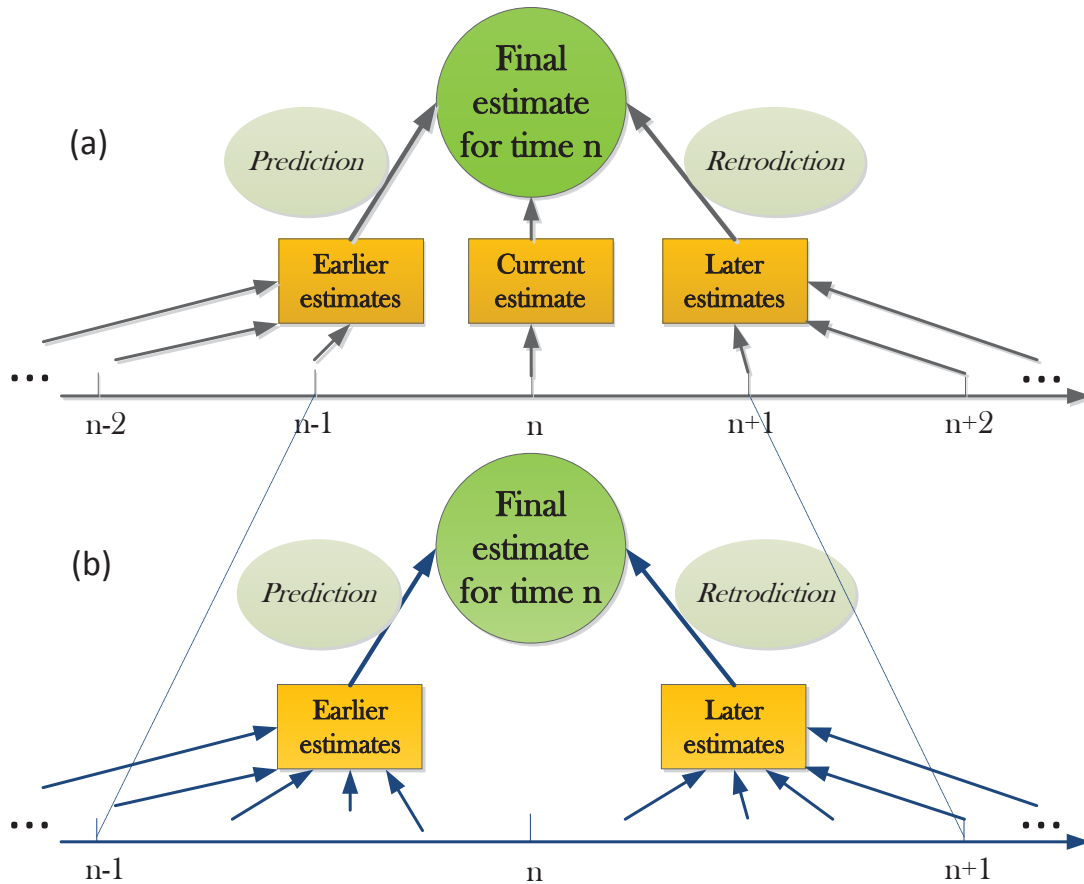 Final
estimate
for time n
(a)
Prediction
Retrodiction
Earlier
estimates
Current
estimate
Later
estimates
...
...
n-2
n-1
n
n+1
n+2
Final
estimate
for time n
(b)
Prediction
Retrodiction
Earlier
estimates
Later
estimates
...
...
n-1
n
n+1